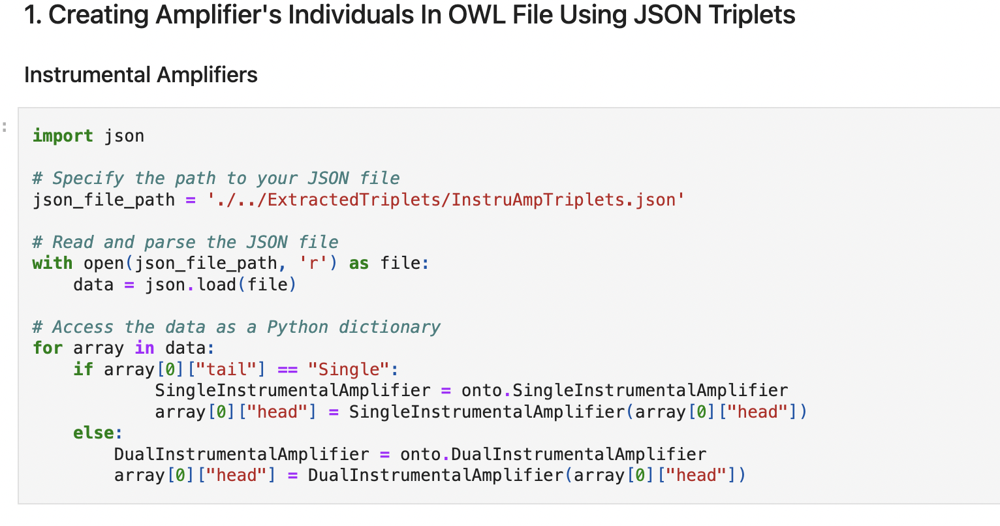 1. Creating Amplifier's Individuals In OWL File Using JSON Triplets
Instrumental Amplifiers
:
import json
# Specify the path to your JSON file
json_file_path = './../ExtractedTriplets/InstruAmpTriplets.json'
# Read and parse the JSON file
with open(json_file_path, 'r') as file:
    data = json.load(file)
# Access the data as a Python dictionary
for array in data:
    if array[0]["tail"] == "Single":
            SingleInstrumentalAmplifier = onto.SingleInstrumentalAmplifier
            array[0]["head"] = SingleInstrumentalAmplifier(array[0]["head"])
    else:
        DualInstrumentalAmplifier = onto.DualInstrumentalAmplifier
        array[0]["head"] = DualInstrumentalAmplifier(array[0]["head"])